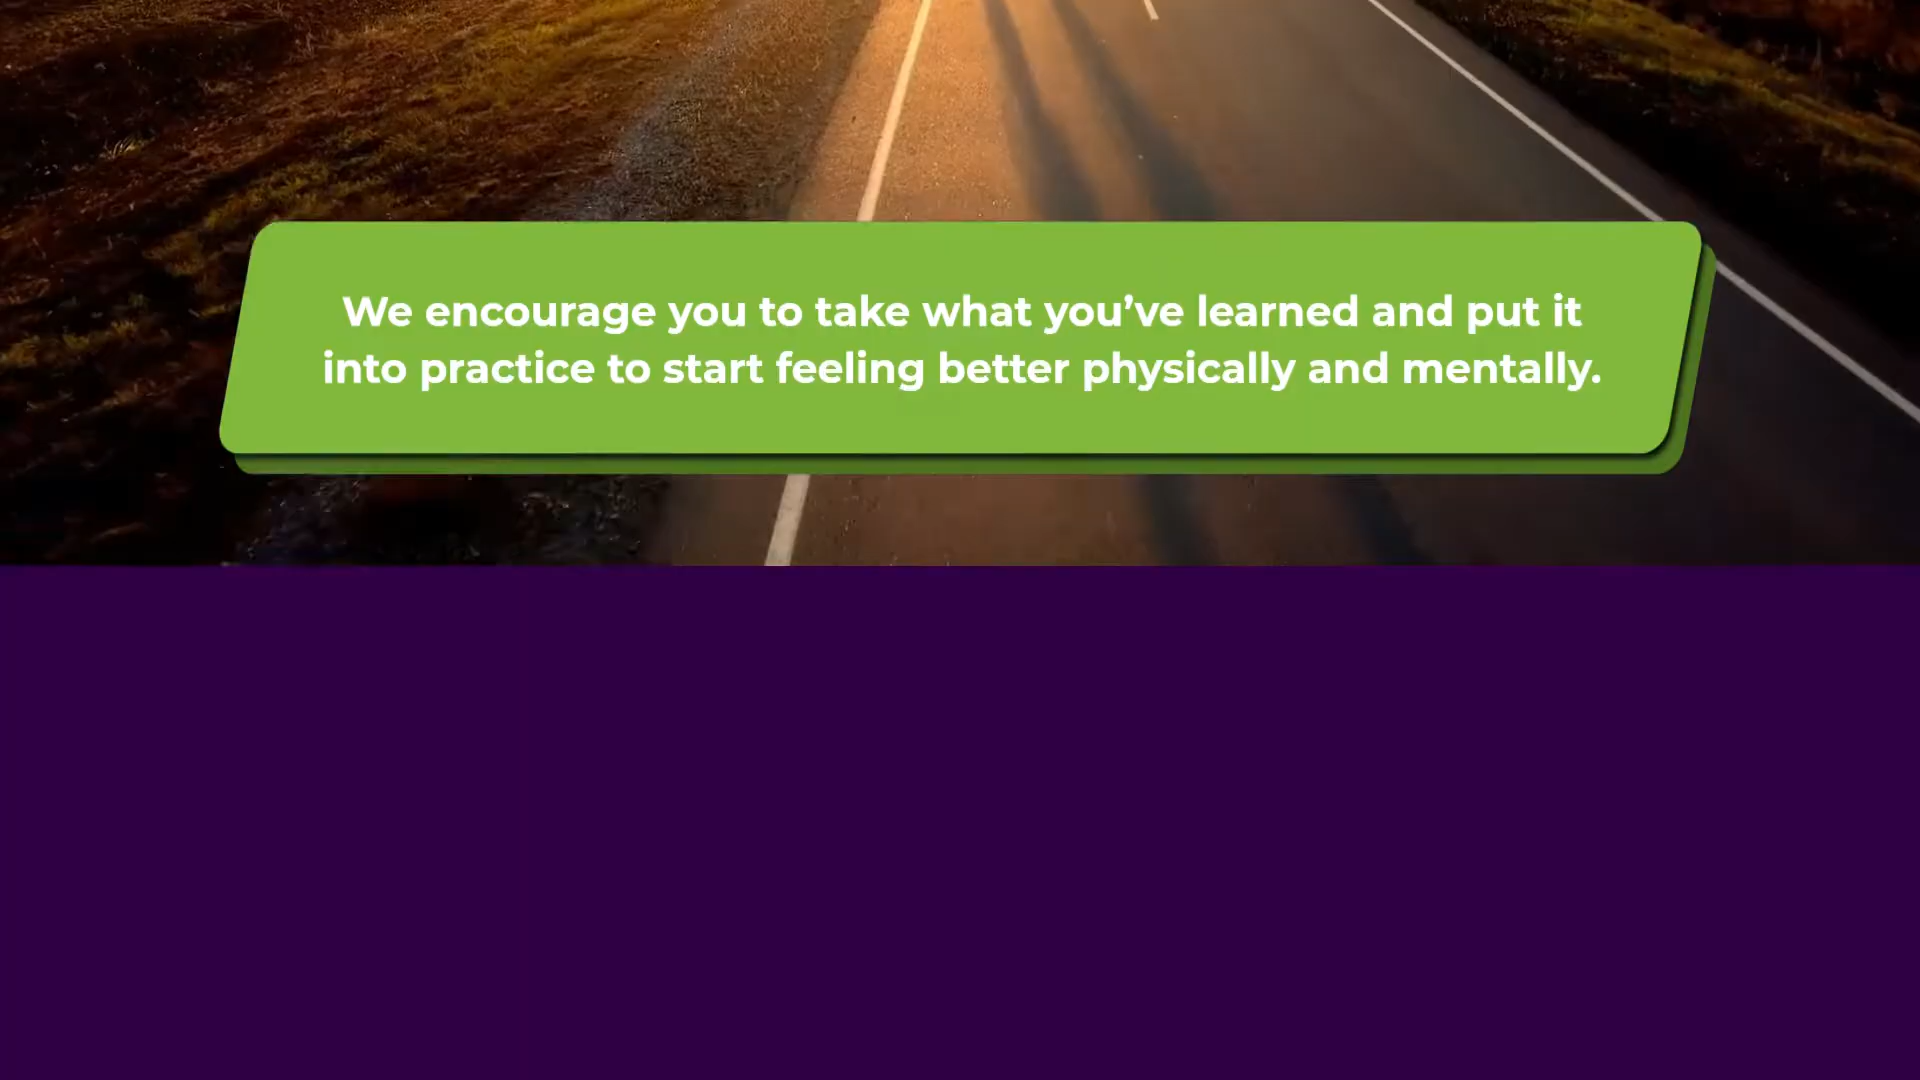 We encourage you to take what you’ve learned and put it
into practice to start feeling better physically and mentally.